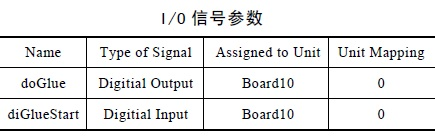 I/O 信号参数
Name Type of Signal Assigned to Unit Unit Mapping
doGlue Digitial Output Board10 0
diGlueStart Digitial Input Board10 0